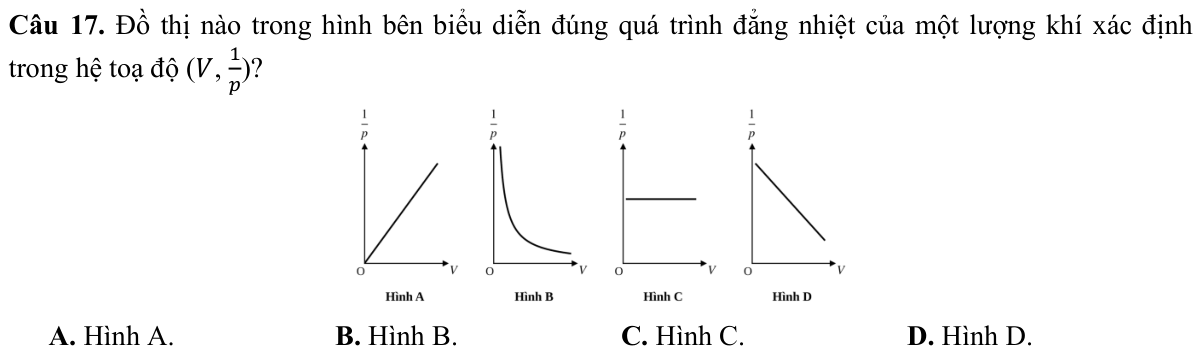 Câu 17. Đồ thị nào trong hình bên biểu diễn đúng quá trình đẳng nhiệt của một lượng khí xác định
trong hệ toạ độ (V, 1/p)?
1/p 1/p 1/p 1/p
O V O V O V O V
Hình A Hình B Hình C Hình D
A. Hình A. B. Hình B. C. Hình C. D. Hình D.